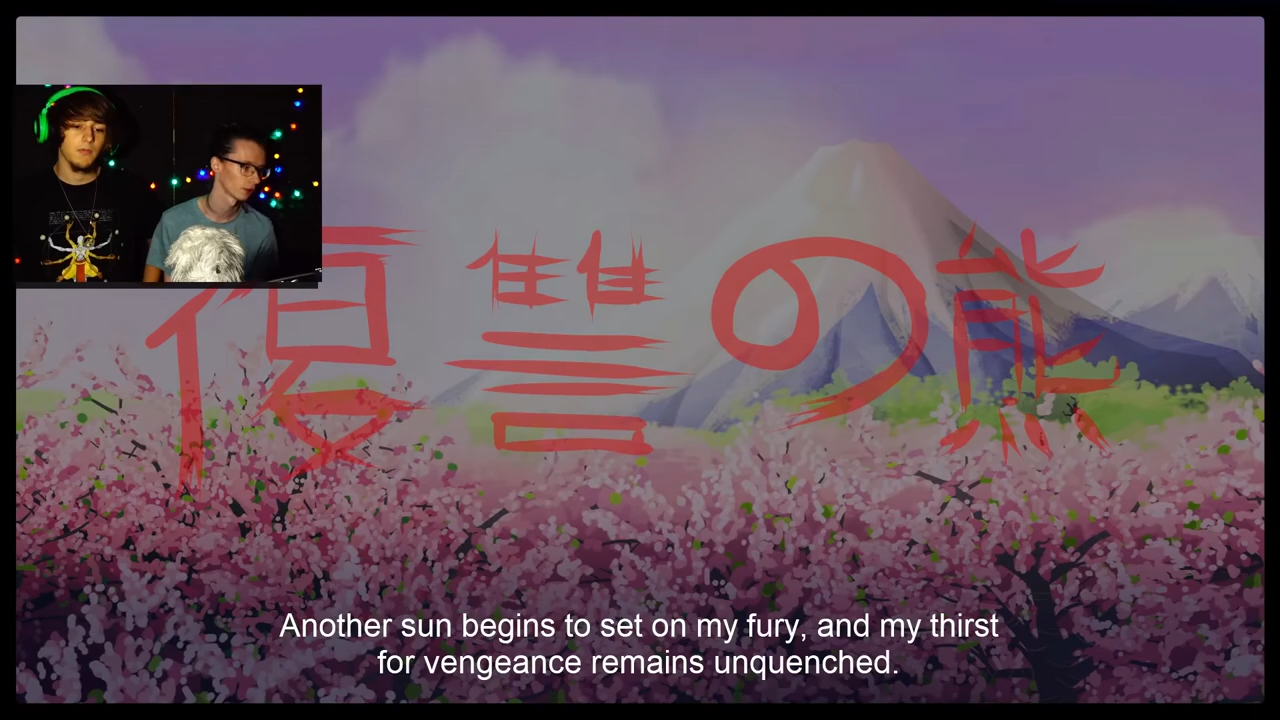 復讐の熊
Another sun begins to set on my fury, and my thirst
for vengeance remains unquenched.